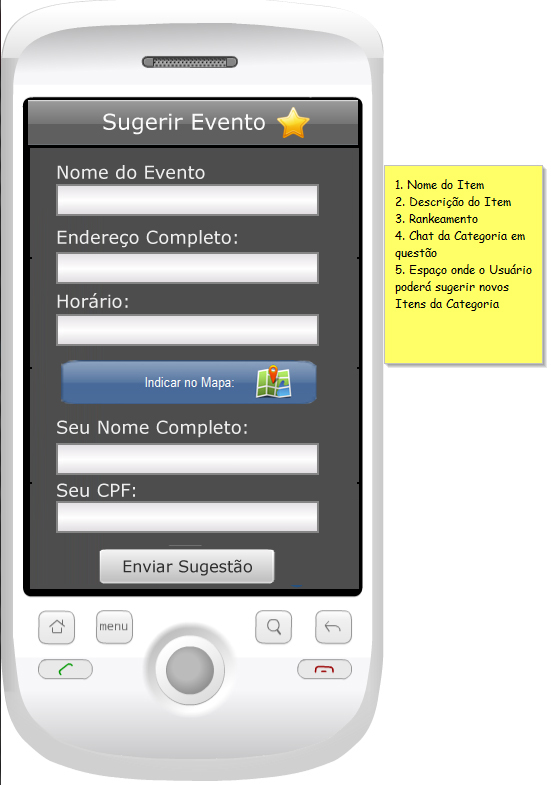 Sugerir Evento
Nome do Evento
Endereço Completo:
Horário:
Indicar no Mapa:
Seu Nome Completo:
Seu CPF:
Enviar Sugestão
menu
1. Nome do Item
2. Descrição do Item
3. Rankeamento
4. Chat da Categoria em
questão
5. Espaço onde o Usuário
poderá sugerir novos
Itens da Categoria